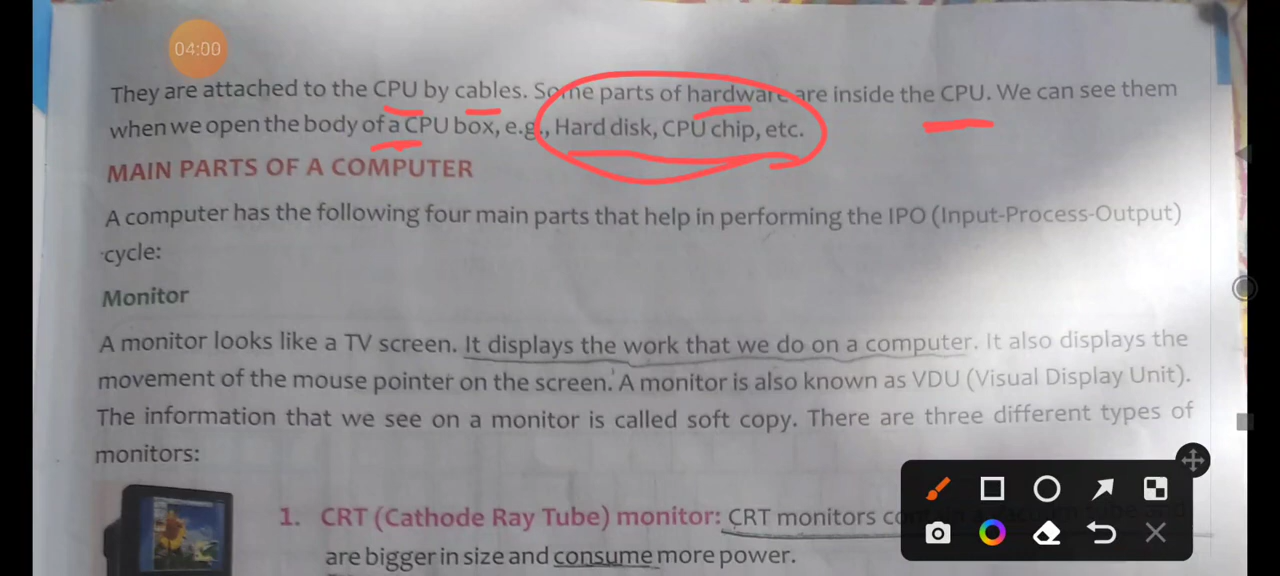 04:00
They are attached to the CPU by cables. Some parts of hardware are inside the CPU. We can see them
when we open the body of a CPU box, e.g., Hard disk, CPU chip, etc.
MAIN PARTS OF A COMPUTER
A computer has the following four main parts that help in performing the IPO (Input-Process-Output)
cycle:
Monitor
A monitor looks like a TV screen. It displays the work that we do on a computer. It also displays the
movement of the mouse pointer on the screen. A monitor is also known as VDU (Visual Display Unit).
The information that we see on a monitor is called soft copy. There are three different types of
monitors:
1. CRT (Cathode Ray Tube) monitor: CRT monitors
are bigger in size and consume more power.